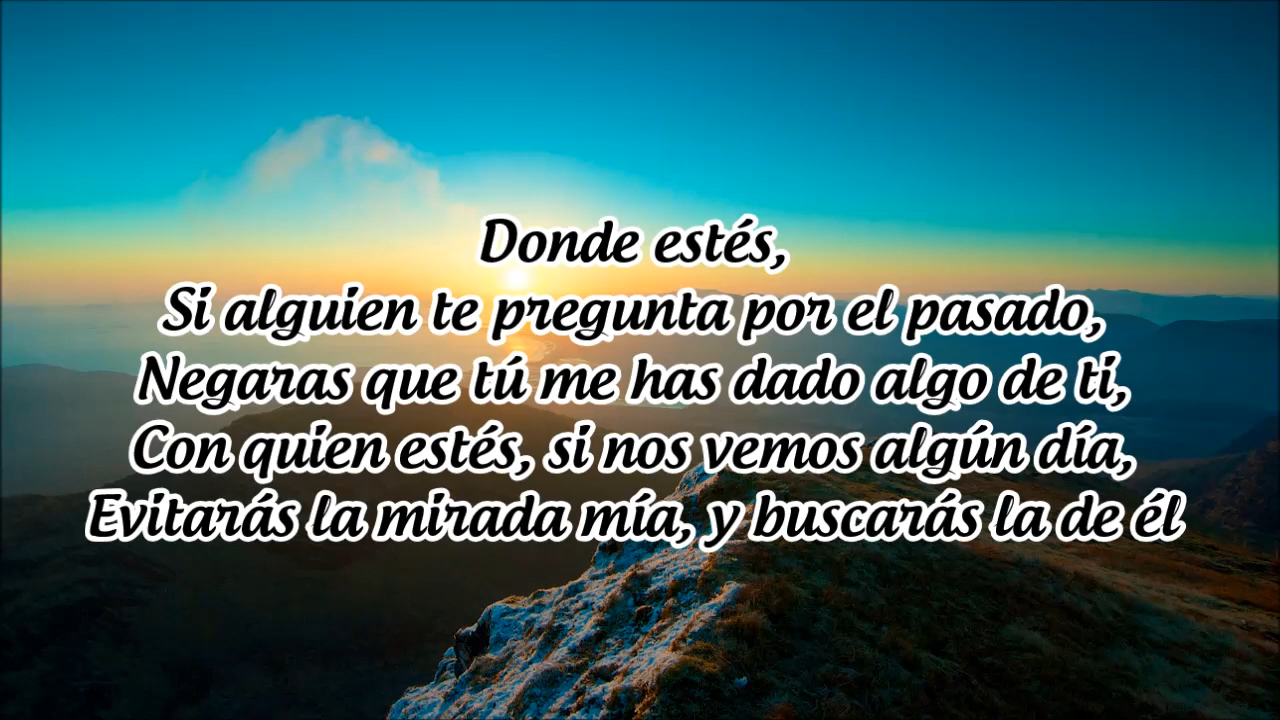 Donde estés,
Si alguien te pregunta por el pasado,
Negaras que tú me has dado algo de ti,
Con quien estés, si nos vemos algún día,
Evitarás la mirada mía, y buscarás la de él